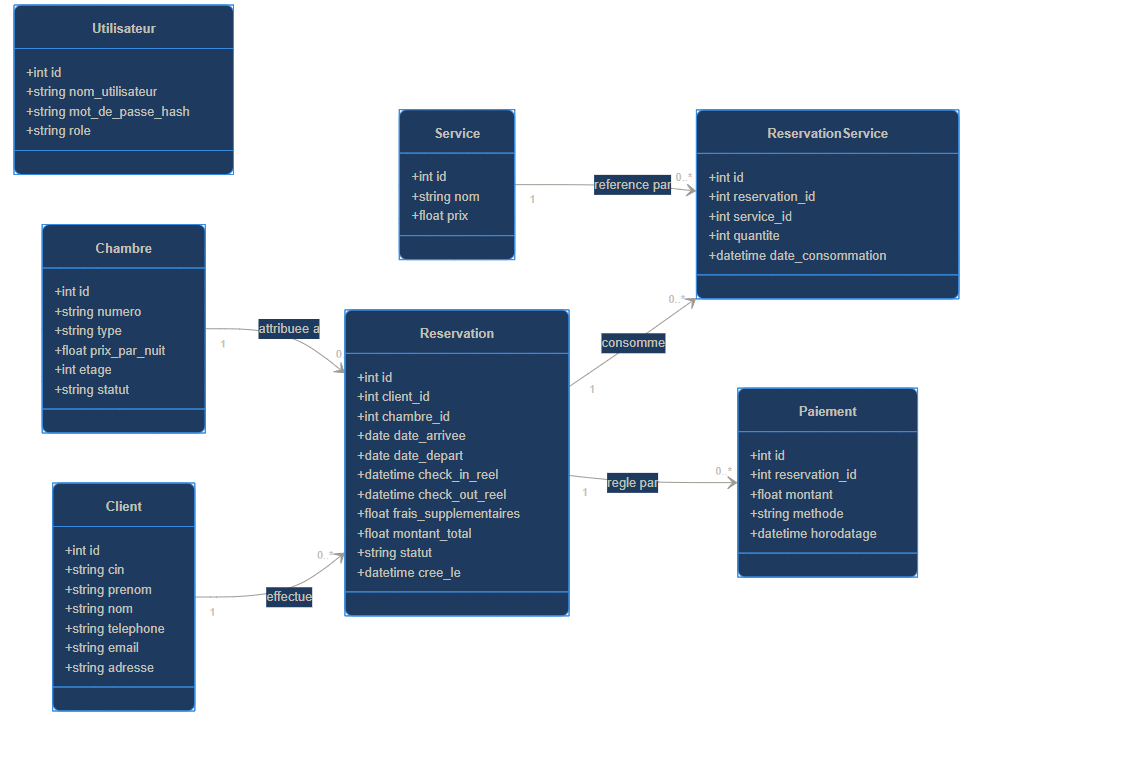 Utilisateur
+int id
+string nom_utilisateur
+string mot_de_passe_hash
+string role
Service
+int id
+string nom
+float prix
1
reference par
0..*
ReservationService
+int id
+int reservation_id
+int service_id
+int quantite
+datetime date_consommation
Chambre
+int id
+string numero
+string type
+float prix_par_nuit
+int etage
+string statut
1
attribuee a
0
Reservation
+int id
+int client_id
+int chambre_id
+date date_arrivee
+date date_depart
+datetime check_in_reel
+datetime check_out_reel
+float frais_supplementaires
+float montant_total
+string statut
+datetime cree_le
1
consomme
0..*
1
regle par
0..*
Paiement
+int id
+int reservation_id
+float montant
+string methode
+datetime horodatage
Client
+int id
+string cin
+string prenom
+string nom
+string telephone
+string email
+string adresse
1
effectue
0..*